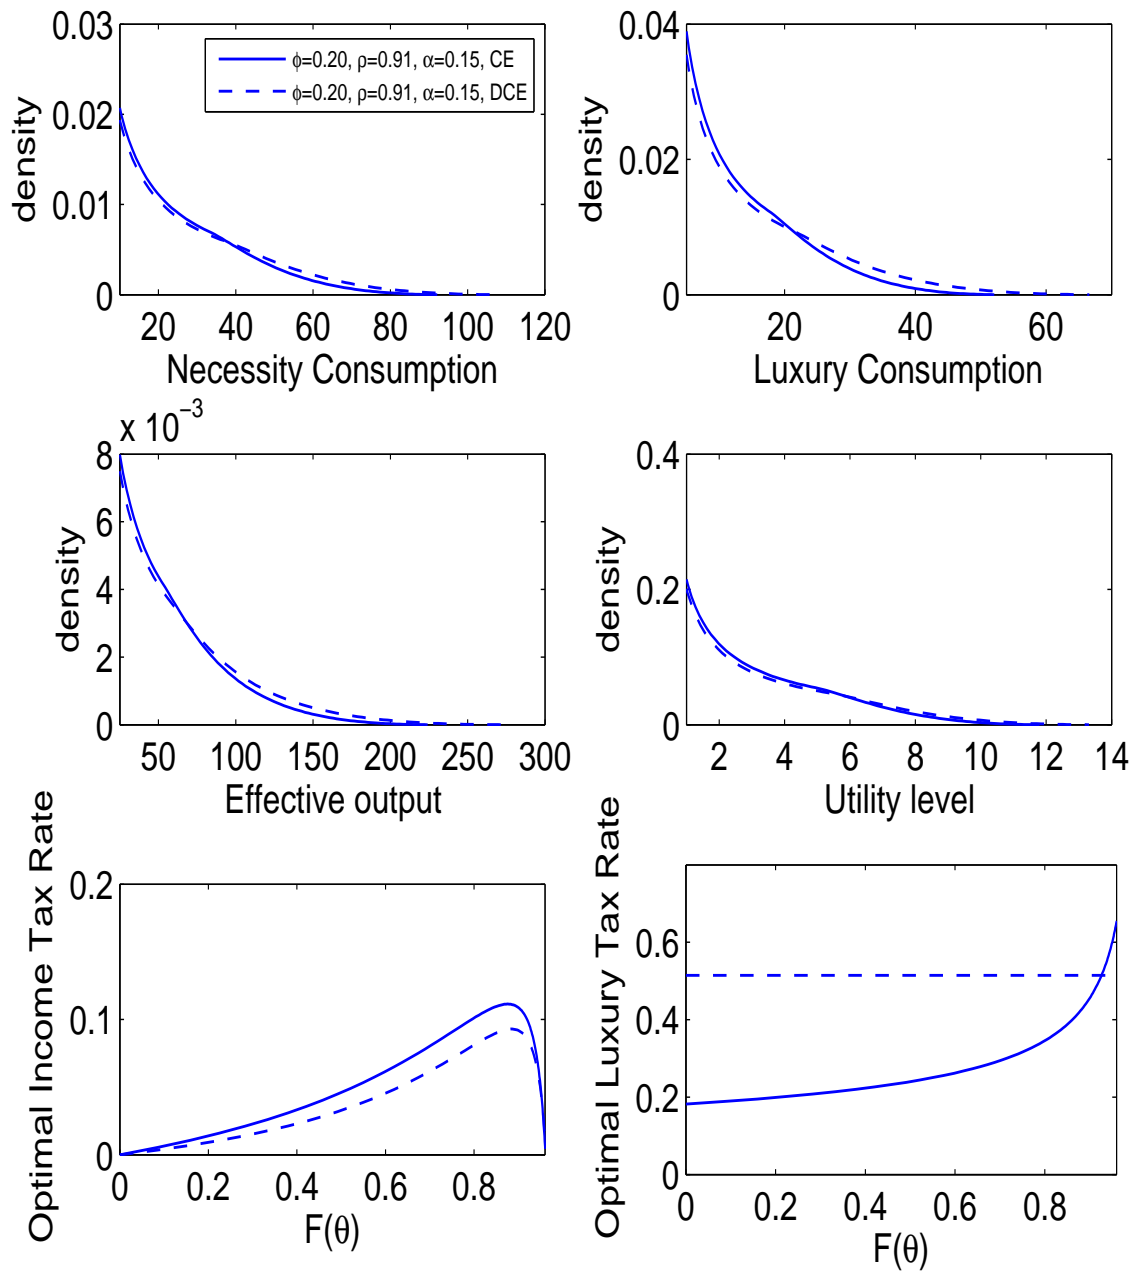 0.03
0.02
0.01
0
density
ϕ=0.20, ρ=0.91, α=0.15, CE
ϕ=0.20, ρ=0.91, α=0.15, DCE
20 40 60 80 100 120
Necessity Consumption
0.04
0.02
0
density
20 40 60
Luxury Consumption
x 10⁻³
8
6
4
2
0
density
50 100 150 200 250 300
Effective output
0.4
0.2
0
density
2 4 6 8 10 12 14
Utility level
0.2
0.1
0
Optimal Income Tax Rate
0 0.2 0.4 0.6 0.8
F(θ)
0.6
0.4
0.2
0
Optimal Luxury Tax Rate
0 0.2 0.4 0.6 0.8
F(θ)